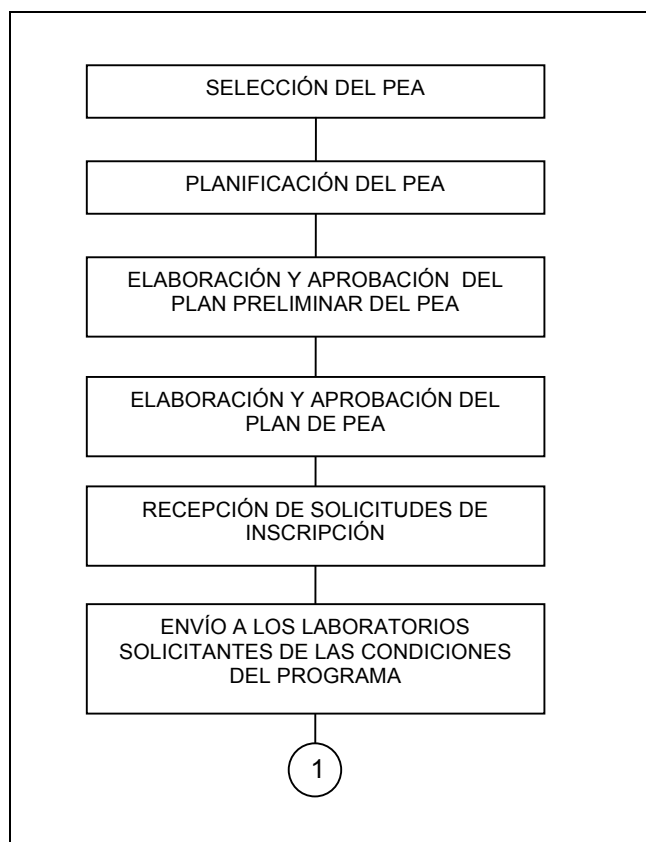 SELECCIÓN DEL PEA
PLANIFICACIÓN DEL PEA
ELABORACIÓN Y APROBACIÓN DEL
PLAN PRELIMINAR DEL PEA
ELABORACIÓN Y APROBACIÓN DEL
PLAN DE PEA
RECEPCIÓN DE SOLICITUDES DE
INSCRIPCIÓN
ENVÍO A LOS LABORATORIOS
SOLICITANTES DE LAS CONDICIONES
DEL PROGRAMA
1